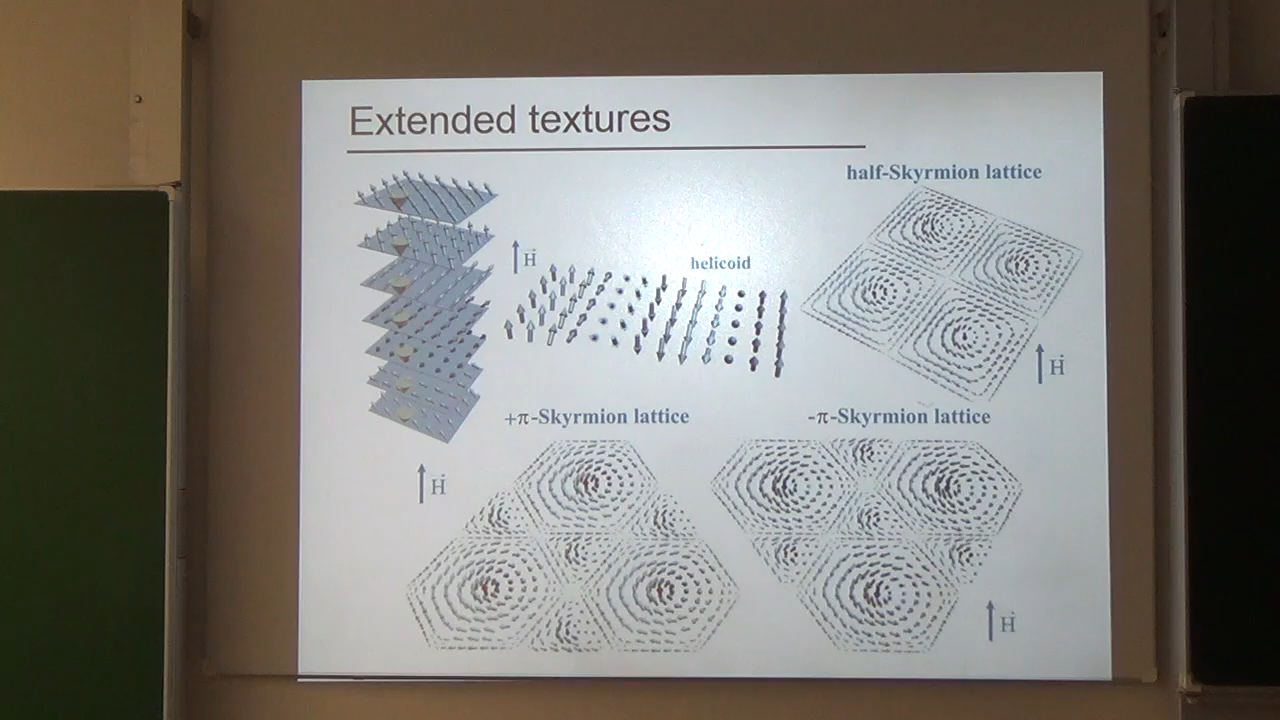 Extended textures
half-Skyrmion lattice
H
helicoid
H
+π-Skyrmion lattice
-π-Skyrmion lattice
H
H